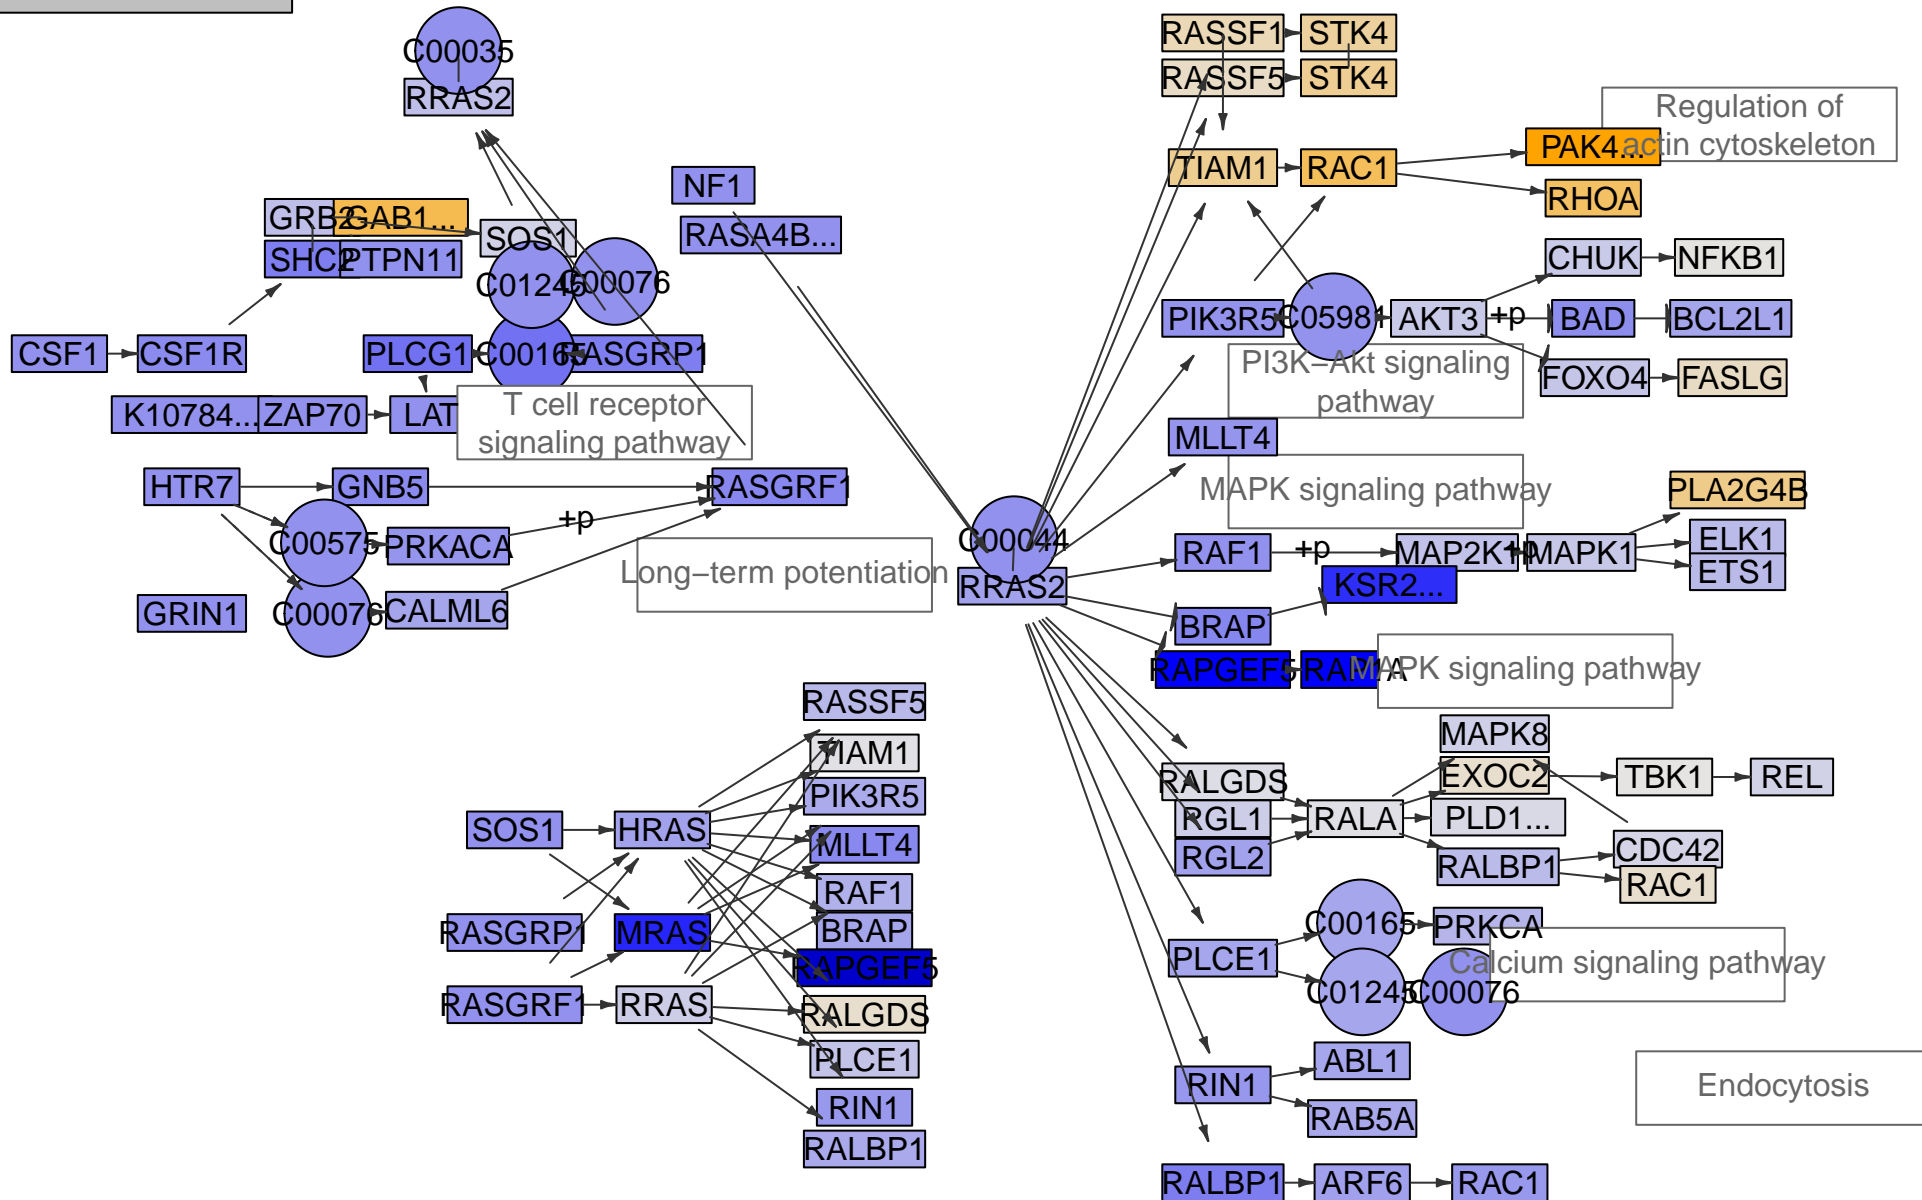 C00035
RRAS2
NF1
RASA4B...
GRB2
GAB1...
SOS1
SHC2
PTPN11
C01245
C00076
CSF1
CSF1R
PLCG1
C00165
RASGRP1
K10784...
ZAP70
LAT
T cell receptor
signaling pathway
HTR7
GNB5
RASGRF1
C00575
PRKACA
+p
GRIN1
C00076
CALML6
Long−term potentiation
C00044
RRAS2
RASSF1
STK4
RASSF5
STK4
Regulation of
actin cytoskeleton
TIAM1
RAC1
PAK4...
RHOA
CHUK
NFKB1
PIK3R5
C05981
AKT3
+p
BAD
BCL2L1
FOXO4
FASLG
PI3K−Akt signaling
pathway
MLLT4
MAPK signaling pathway
PLA2G4B
RAF1
+p
MAP2K1
+p
MAPK1
ELK1
ETS1
KSR2...
BRAP
RAPGEF5
RAP1A
MAPK signaling pathway
RASSF5
TIAM1
PIK3R5
SOS1
HRAS
MLLT4
RAF1
RASGRP1
MRAS
BRAP
RAPGEF5
RASGRF1
RRAS
RALGDS
PLCE1
RIN1
RALBP1
MAPK8
RALGDS
EXOC2
TBK1
REL
RGL1
RALA
PLD1...
RGL2
RALBP1
CDC42
RAC1
C00165
PRKCA
PLCE1
Calcium signaling pathway
C01245
C00076
ABL1
RIN1
RAB5A
Endocytosis
RALBP1
ARF6
RAC1